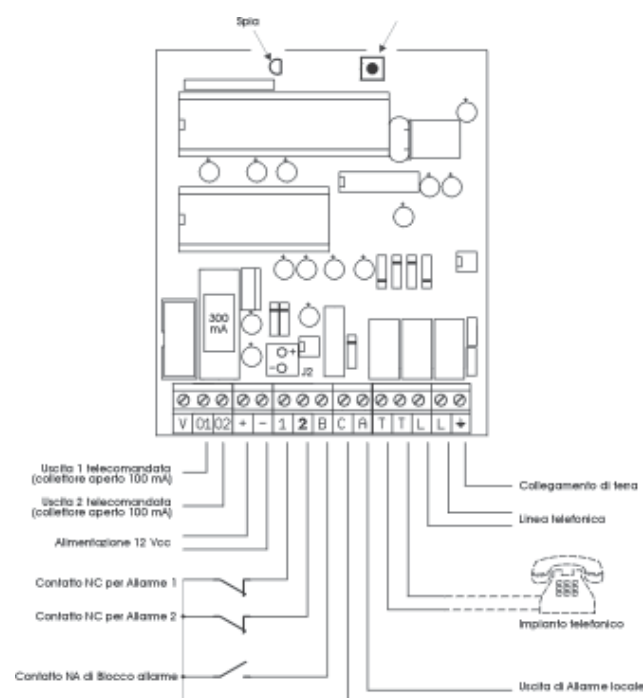 Spia
300
mA
+
-
J2
V 01 02 + - 1 2 B C A T T L L
Uscita 1 telecomandata
(collettore aperto 100 mA)
Uscita 2 telecomandata
(collettore aperto 100 mA)
Alimentazione 12 Vcc
Contatto NC per Allarme 1
Contatto NC per Allarme 2
Contatto NA di Blocco allarme
Collegamento di terra
Linea telefonica
Impianto telefonico
Uscita di Allarme locale